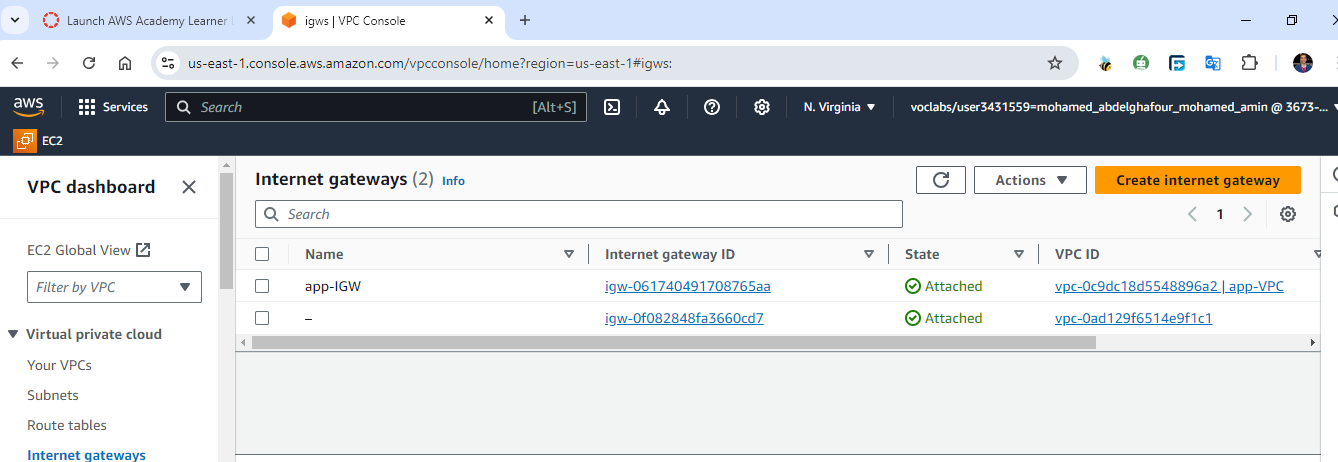 Launch AWS Academy Learner
igws | VPC Console
us-east-1.console.aws.amazon.com/vpcconsole/home?region=us-east-1#igws:
aws Services Search [Alt+S] N. Virginia voclabs/user3431559=mohamed_abdelghafour_mohamed_amin @ 3673-...
EC2
VPC dashboard
EC2 Global View
Filter by VPC
Virtual private cloud
Your VPCs
Subnets
Route tables
Internet gateways
Internet gateways (2) Info Actions Create internet gateway
Search 1
Name Internet gateway ID State VPC ID
app-IGW igw-061740491708765aa Attached vpc-0c9dc18d5548896a2 | app-VPC
– igw-0f082848fa3660cd7 Attached vpc-0ad129f6514e9f1c1